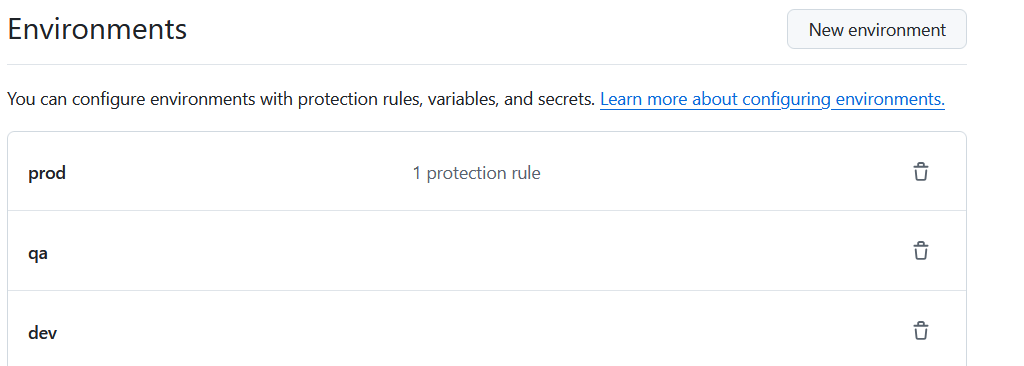 Environments
New environment
You can configure environments with protection rules, variables, and secrets. Learn more about configuring environments.
prod
1 protection rule
qa
dev